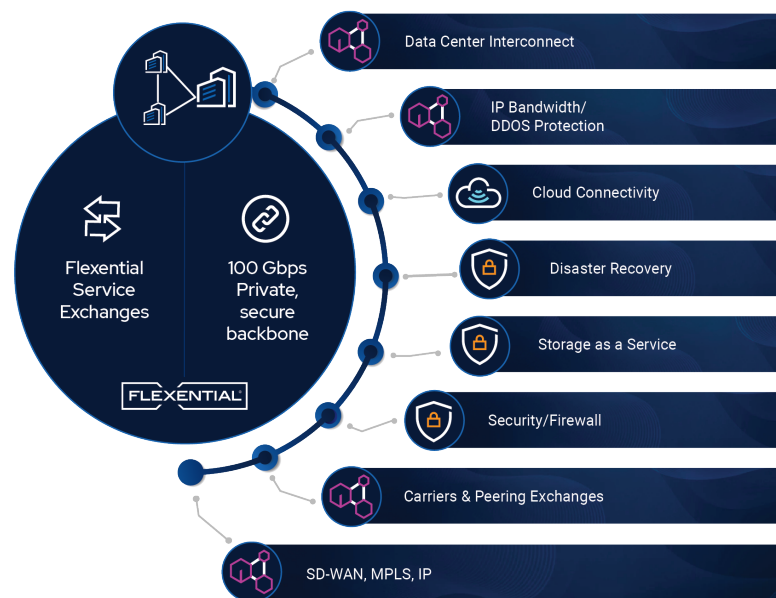 Data Center Interconnect
IP Bandwidth/
DDOS Protection
Cloud Connectivity
Disaster Recovery
Storage as a Service
Security/Firewall
Carriers & Peering Exchanges
SD-WAN, MPLS, IP
Flexential
Service
Exchanges
100 Gbps
Private,
secure
backbone
FLEXENTIAL